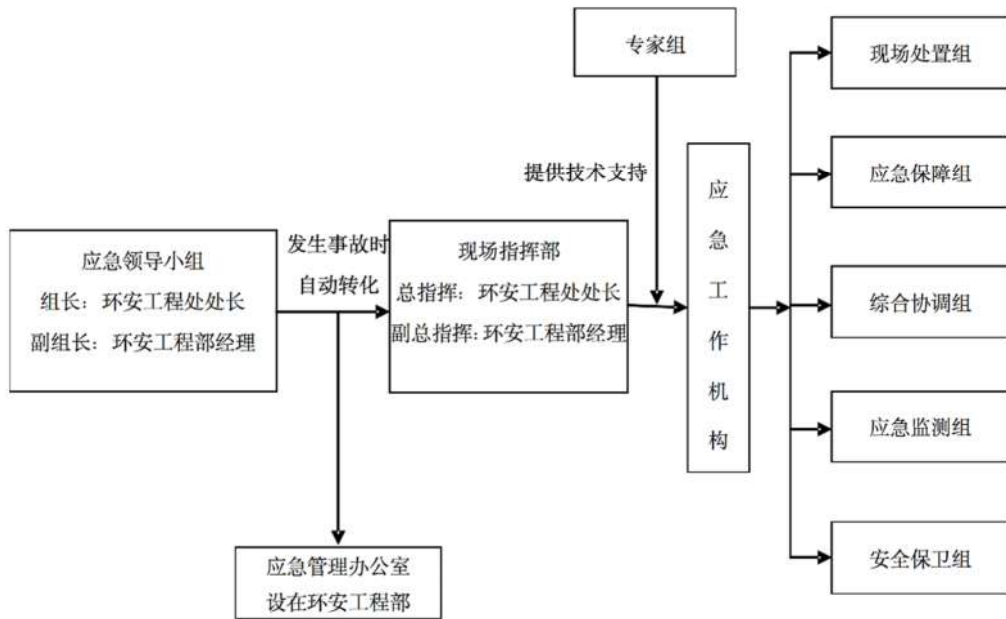 专家组
提供技术支持
应急领导小组
组长：环安工程处处长
副组长：环安工程部经理
发生事故时
自动转化
现场指挥部
总指挥：环安工程处处长
副总指挥：环安工程部经理
应急工作机构
现场处置组
应急保障组
综合协调组
应急监测组
安全保卫组
应急管理办公室
设在环安工程部